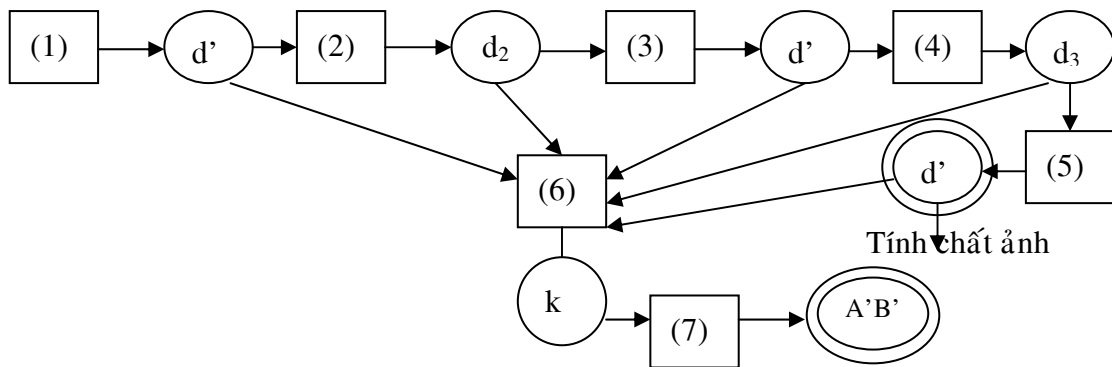 (1) d’ (2) d₂ (3) d’ (4) d₃
(6) d’ (5)
Tính chất ảnh
k (7) A’B’